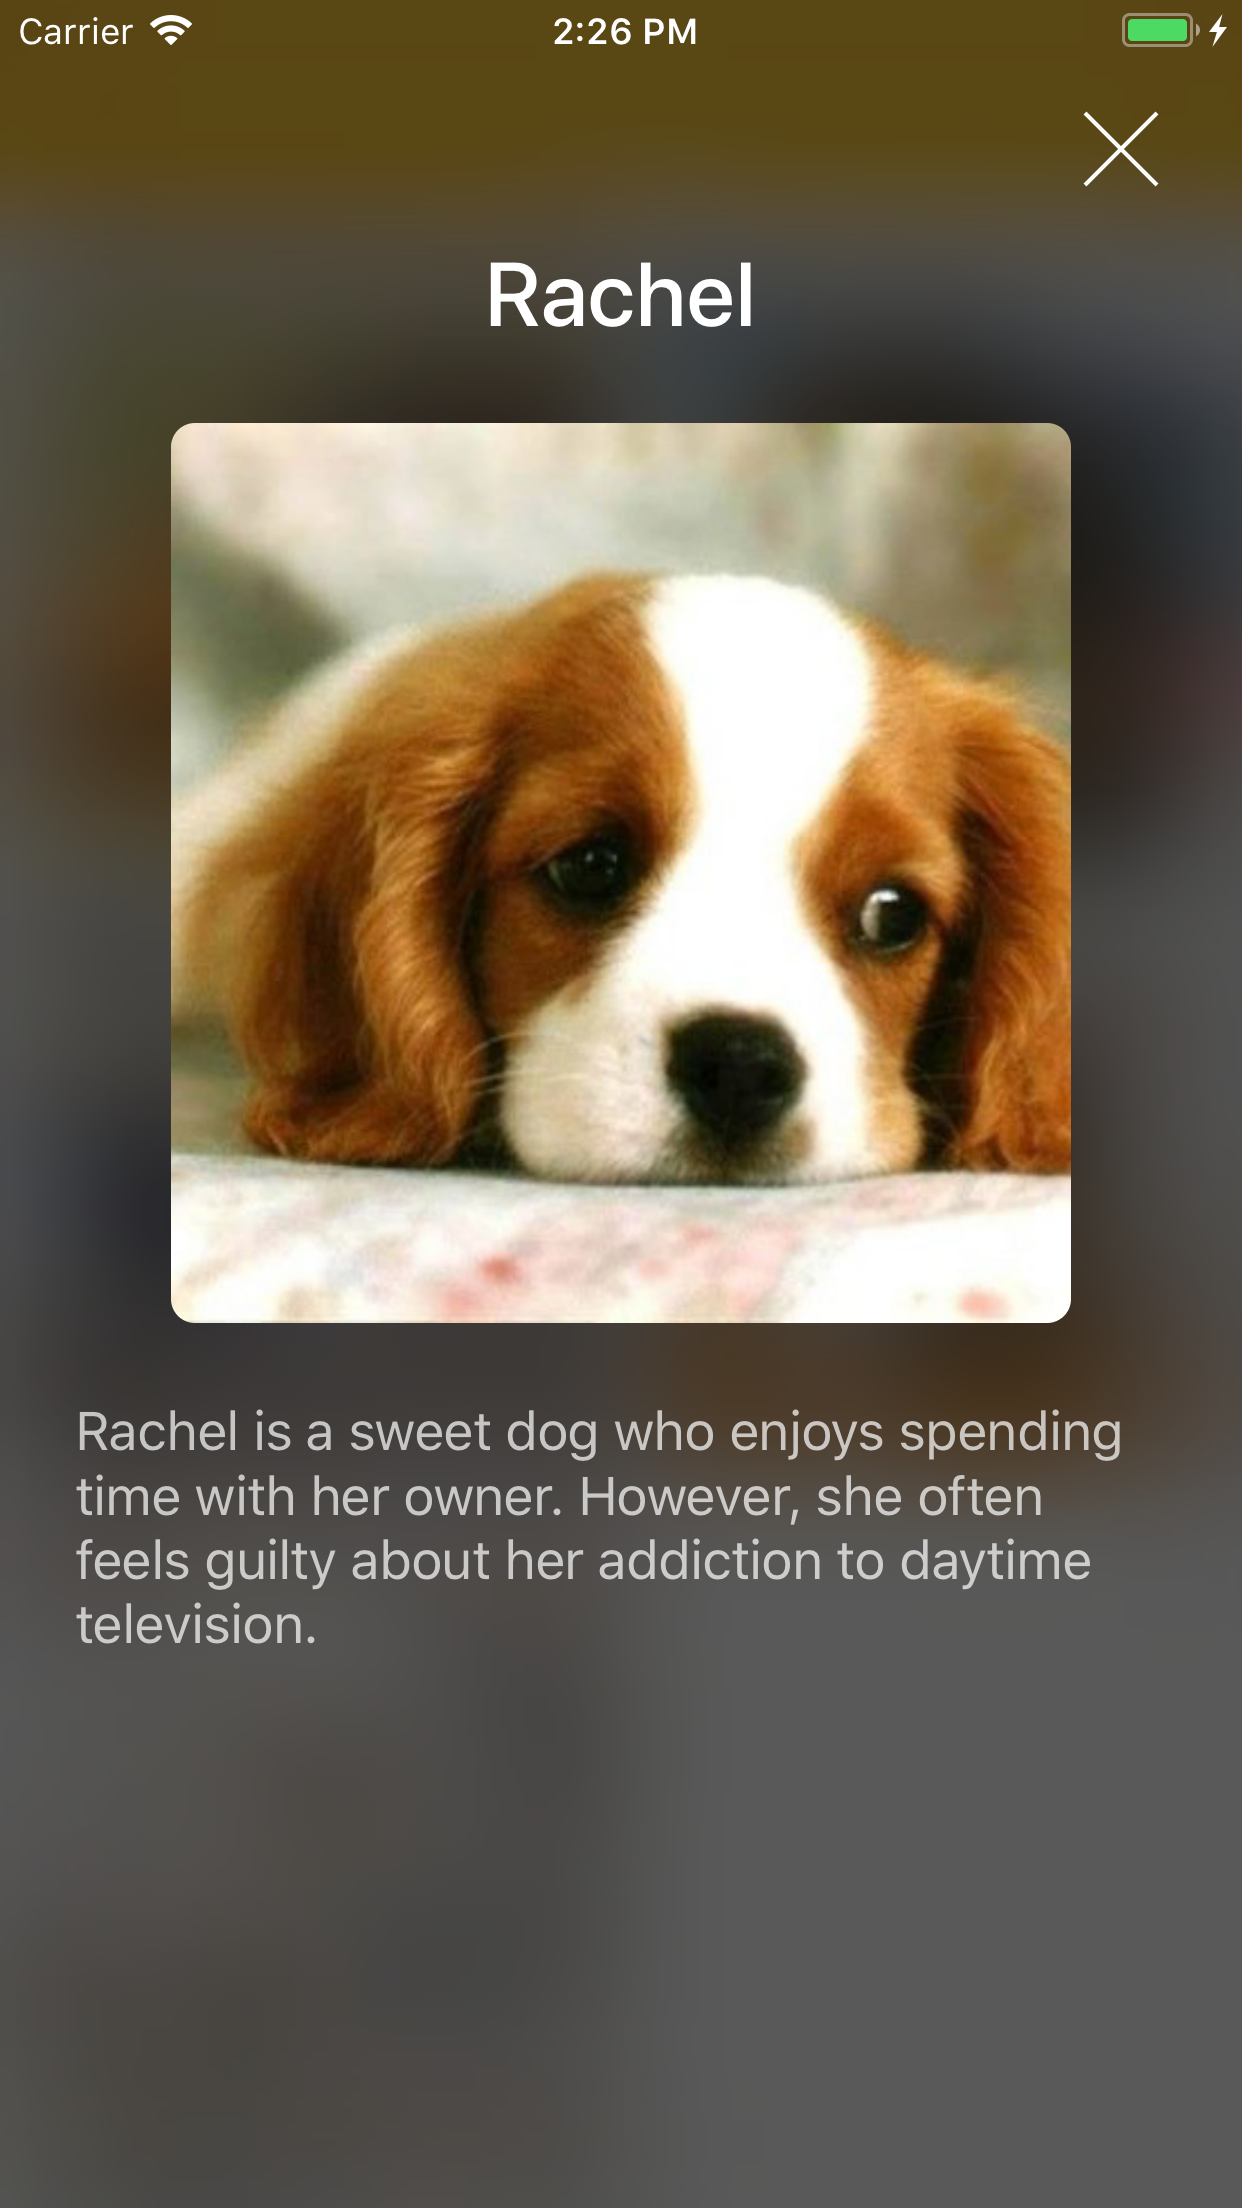 Carrier
2:26 PM
Rachel
Rachel is a sweet dog who enjoys spending
time with her owner. However, she often
feels guilty about her addiction to daytime
television.